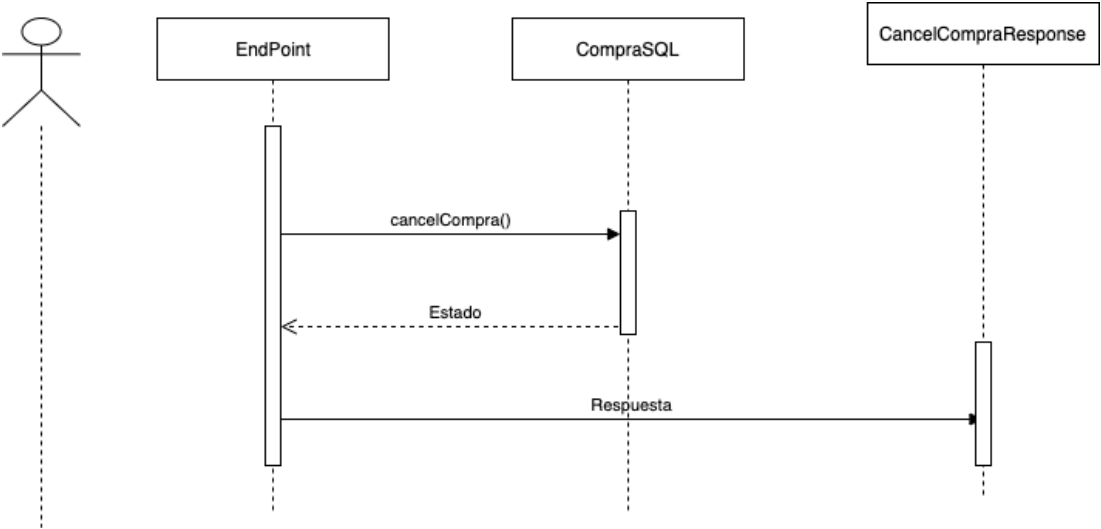 EndPoint
CompraSQL
CancelCompraResponse
cancelCompra()
Estado
Respuesta